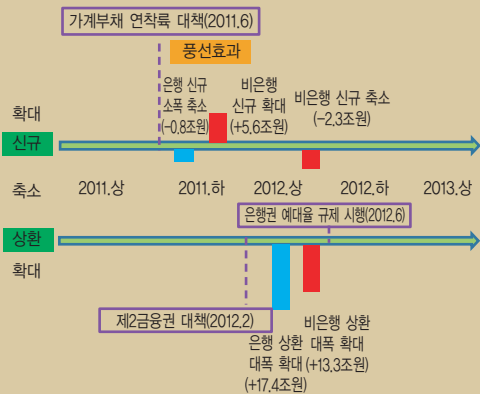 가계부채 연착륙 대책(2011.6)
풍선효과
은행 신규
소폭 축소
(-0.8조원)
비은행
신규 확대
(+5.6조원)
비은행 신규 축소
(-2.3조원)
확대
신규
축소
2011.상
2011.하
2012.상
2012.하
2013.상
은행권 예대율 규제 시행(2012.6)
상환
확대
제2금융권 대책(2012.2)
은행 상환
대폭 확대
(+17.4조원)
비은행 상환
대폭 확대
(+13.3조원)